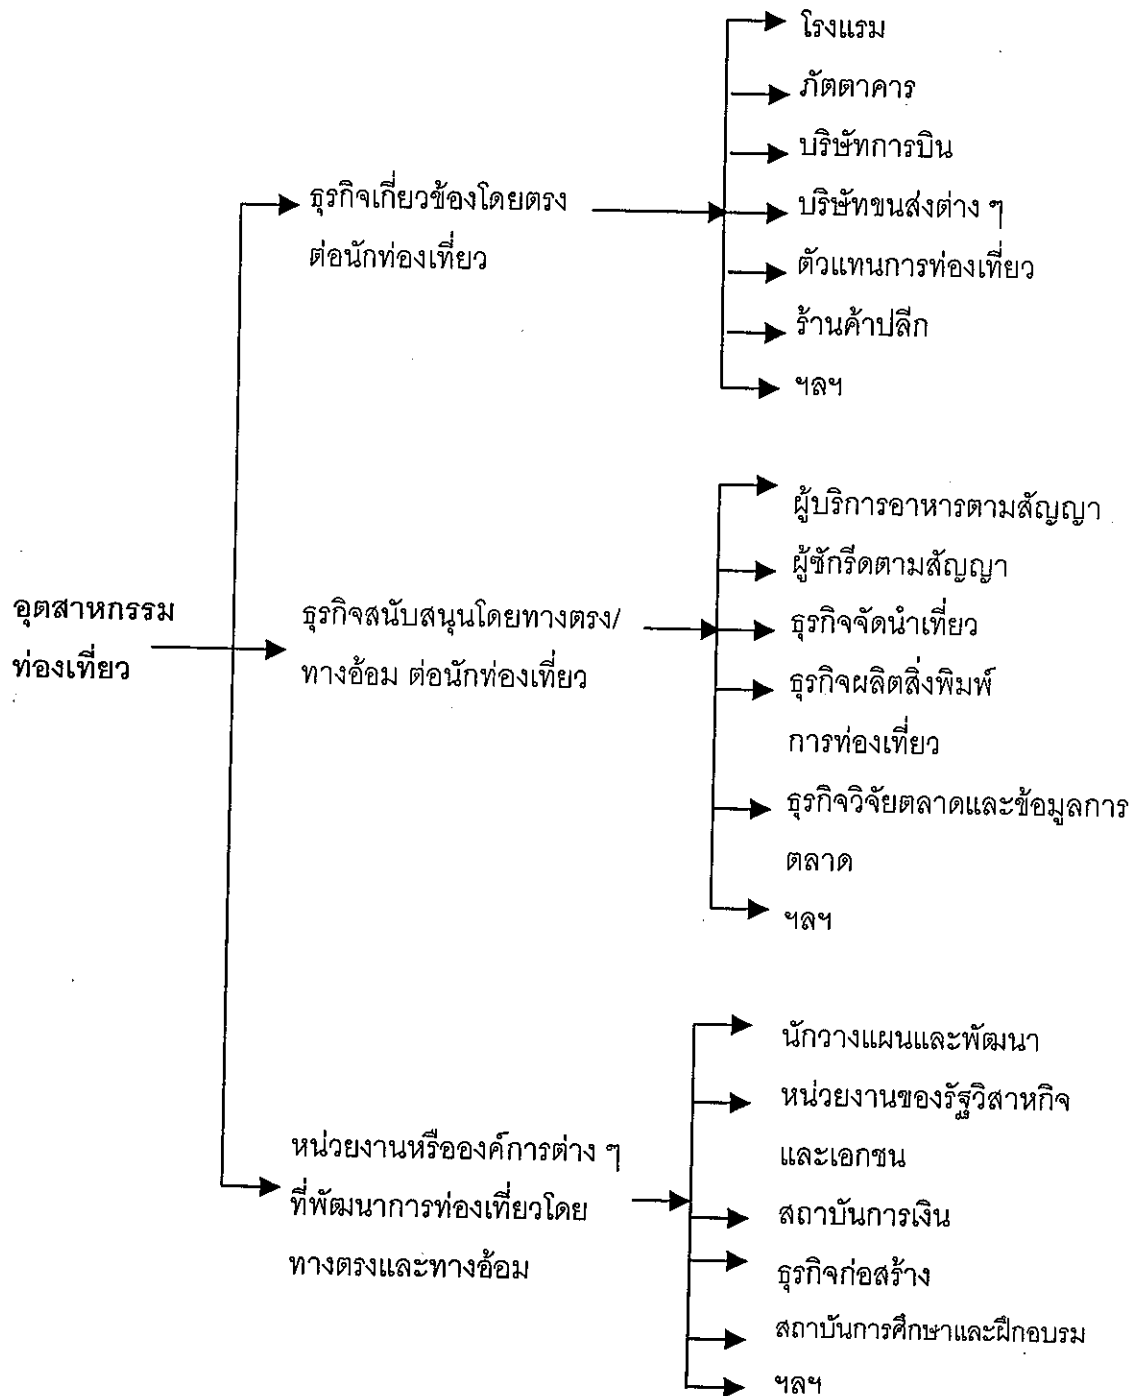 อุตสาหกรรม
ท่องเที่ยว
ธุรกิจเกี่ยวข้องโดยตรง
ต่อนักท่องเที่ยว
โรงแรม
ภัตตาคาร
บริษัทการบิน
บริษัทขนส่งต่าง ๆ
ตัวแทนการท่องเที่ยว
ร้านค้าปลีก
ฯลฯ
ธุรกิจสนับสนุนโดยทางตรง/
ทางอ้อม ต่อนักท่องเที่ยว
ผู้บริการอาหารตามสัญญา
ผู้ซักรีดตามสัญญา
ธุรกิจจัดนำเที่ยว
ธุรกิจผลิตสิ่งพิมพ์
การท่องเที่ยว
ธุรกิจวิจัยตลาดและข้อมูลการ
ตลาด
ฯลฯ
หน่วยงานหรือองค์การต่าง ๆ
ที่พัฒนาการท่องเที่ยวโดย
ทางตรงและทางอ้อม
นักวางแผนและพัฒนา
หน่วยงานของรัฐวิสาหกิจ
และเอกชน
สถาบันการเงิน
ธุรกิจก่อสร้าง
สถาบันการศึกษาและฝึกอบรม
ฯลฯ